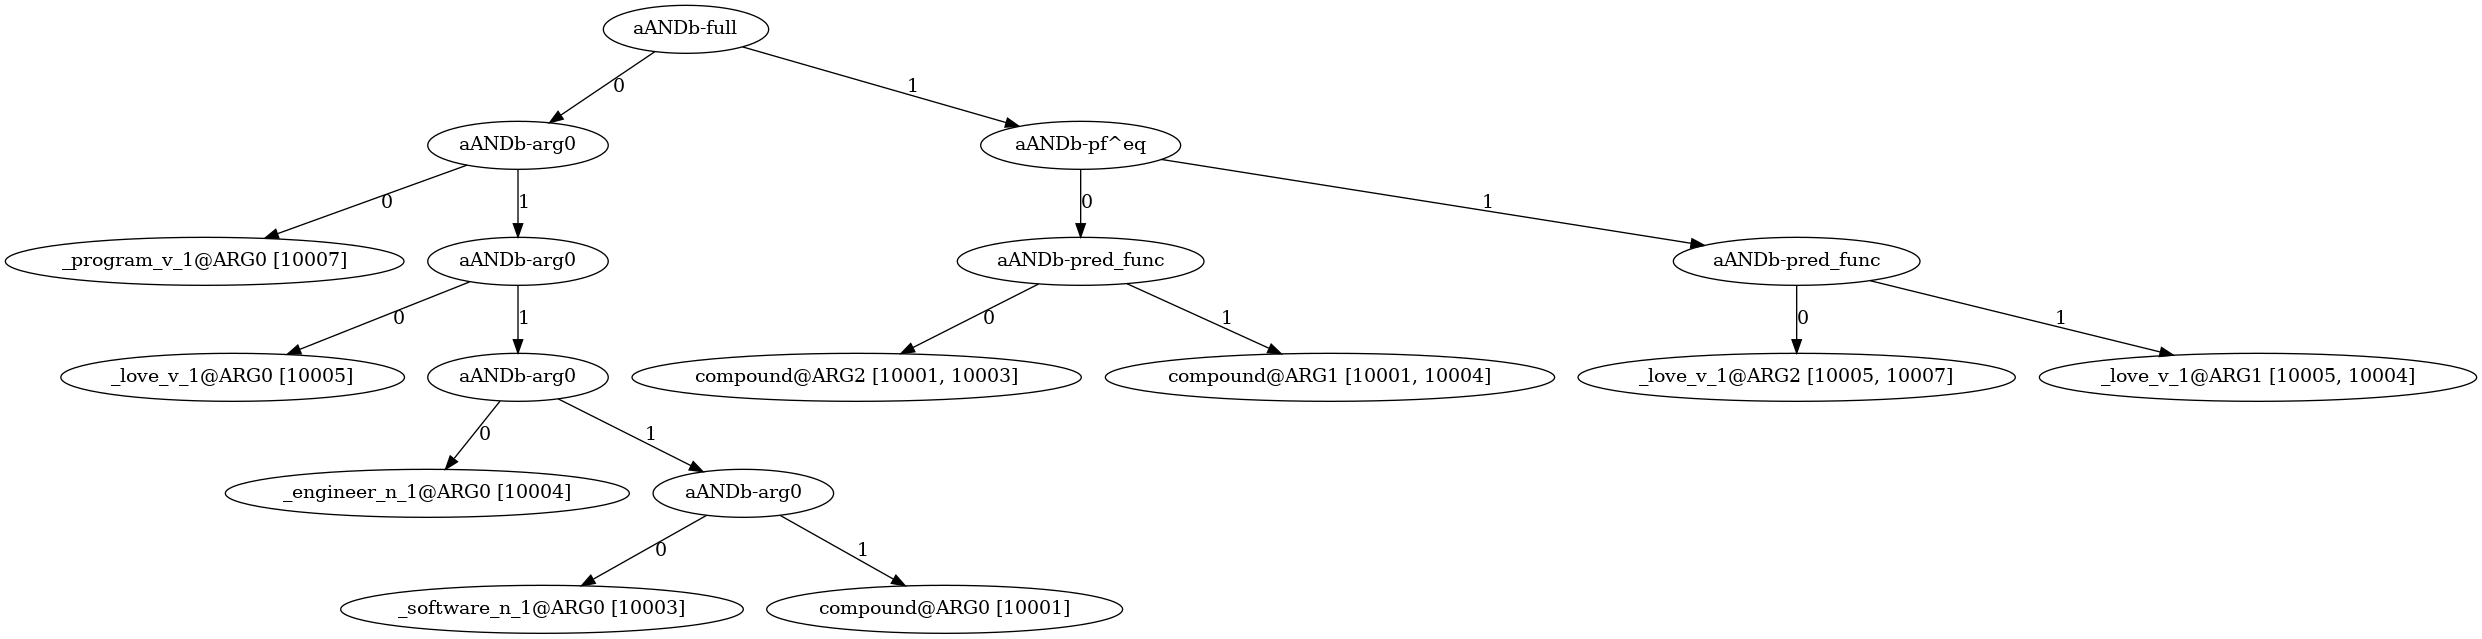 aANDb-full
0
1
aANDb-arg0
aANDb-pf^eq
0
1
0
1
_program_v_1@ARG0 [10007]
aANDb-arg0
aANDb-pred_func
aANDb-pred_func
0
1
0
1
0
1
_love_v_1@ARG0 [10005]
aANDb-arg0
compound@ARG2 [10001, 10003]
compound@ARG1 [10001, 10004]
_love_v_1@ARG2 [10005, 10007]
_love_v_1@ARG1 [10005, 10004]
0
1
_engineer_n_1@ARG0 [10004]
aANDb-arg0
0
1
_software_n_1@ARG0 [10003]
compound@ARG0 [10001]